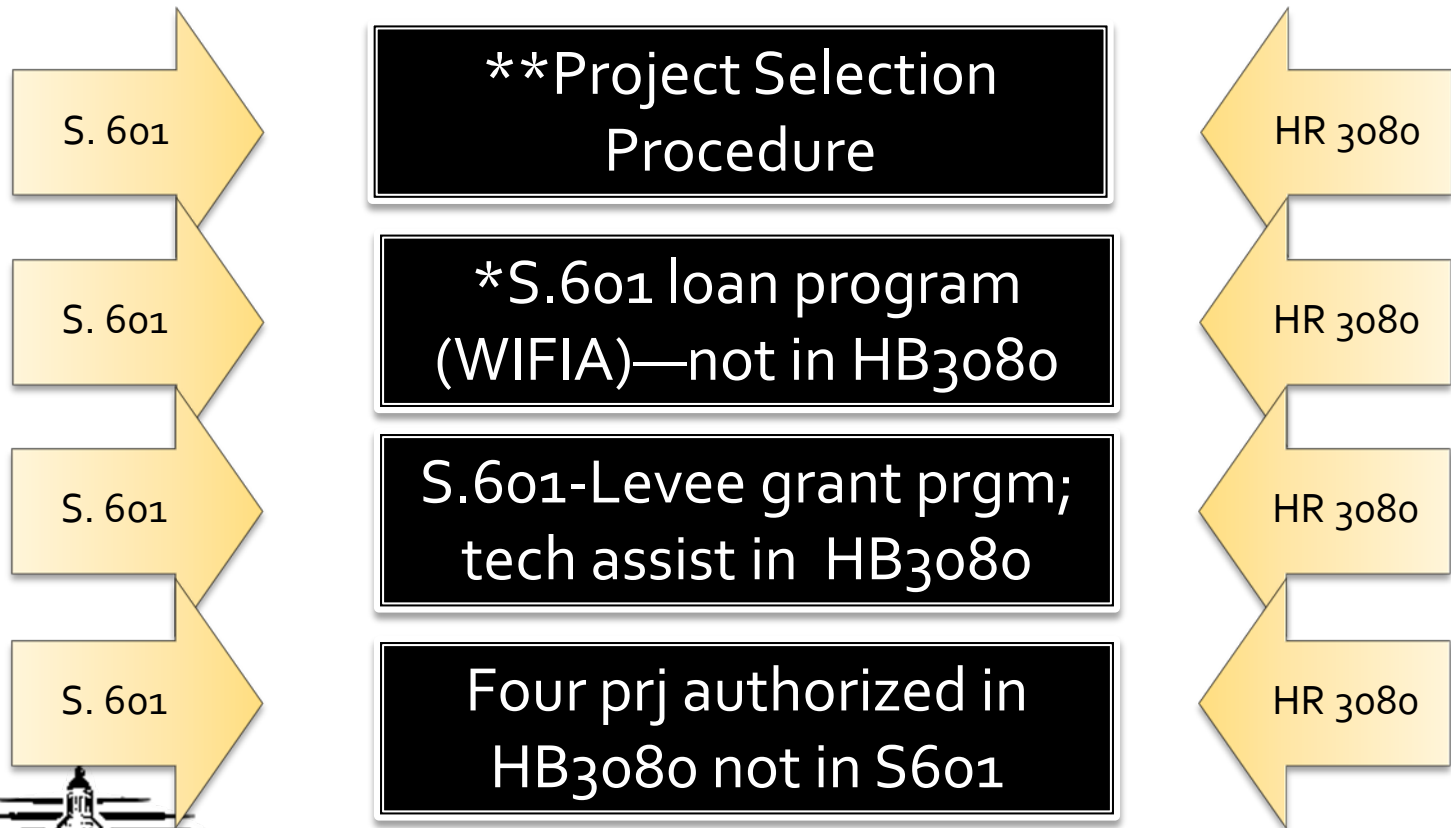 S. 601
**Project Selection
Procedure
HR 3080
S. 601
*S.601 loan program
(WIFIA)—not in HB3080
HR 3080
S. 601
S.601-Levee grant prgm;
tech assist in HB3080
HR 3080
S. 601
Four prj authorized in
HB3080 not in S601
HR 3080